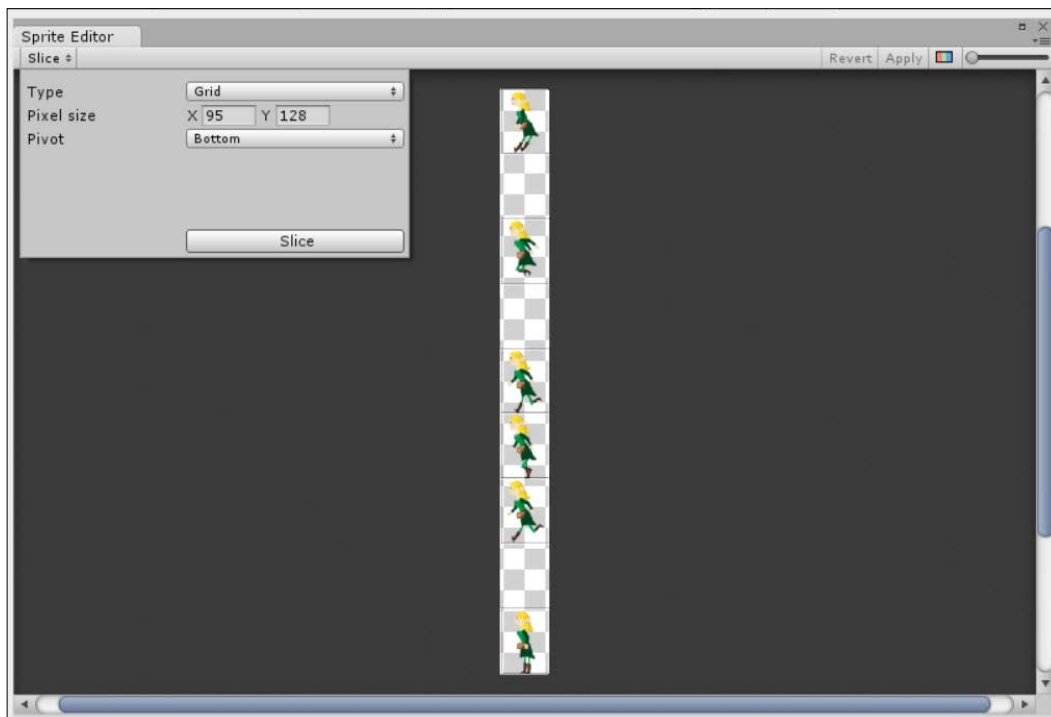 Sprite Editor
Slice
Revert Apply
Type Grid
Pixel size X 95 Y 128
Pivot Bottom
Slice